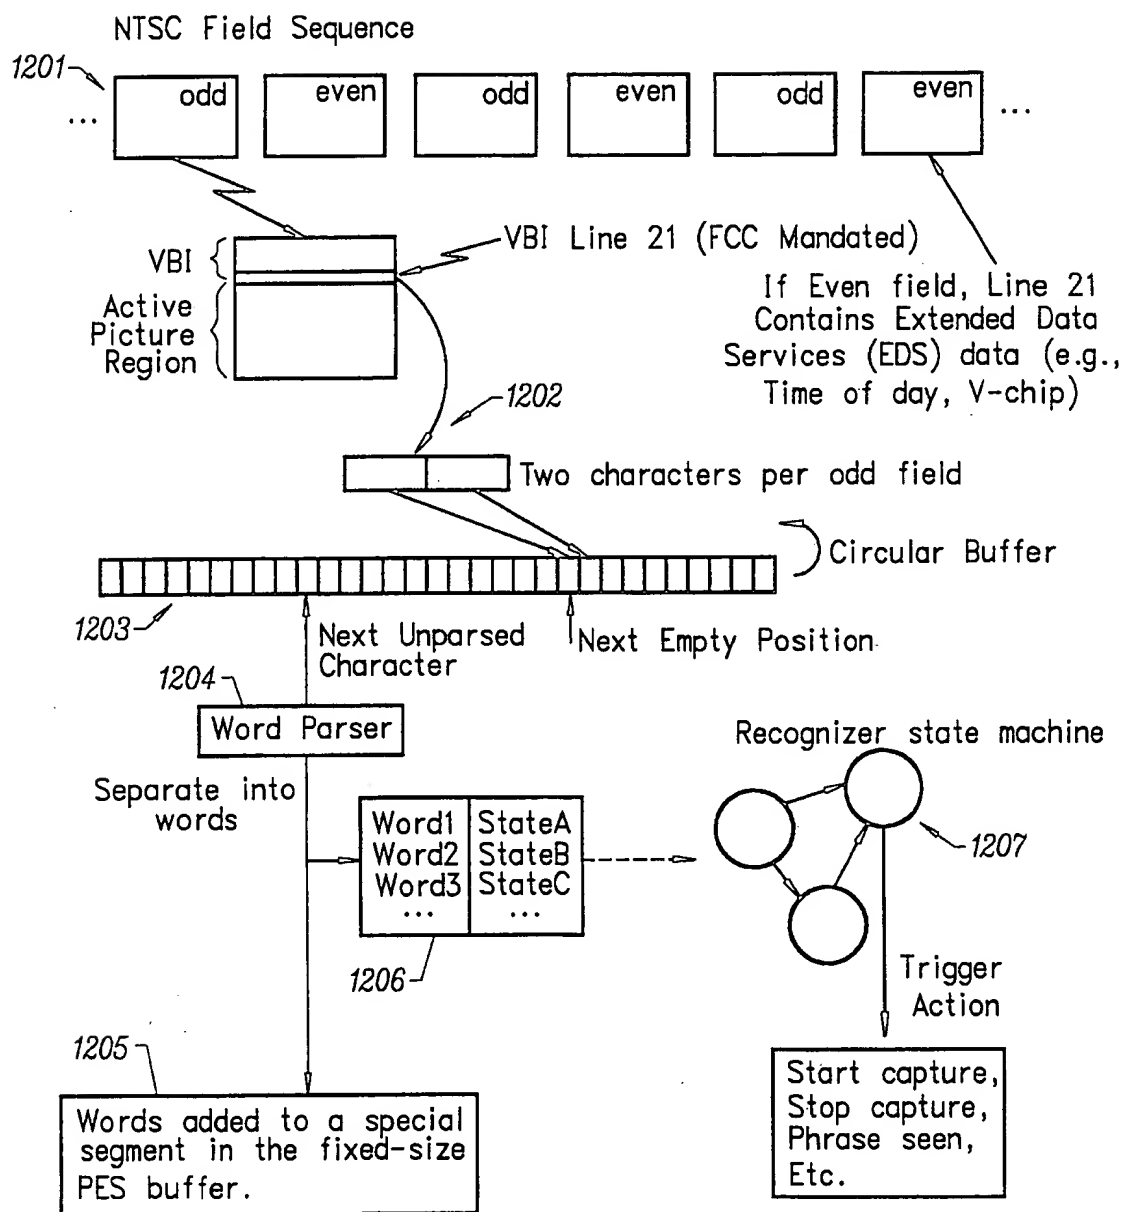 NTSC Field Sequence
1201
... odd even odd even odd even ...
VBI
VBI Line 21 (FCC Mandated)
Active
Picture
Region
If Even field, Line 21
Contains Extended Data
Services (EDS) data (e.g.,
Time of day, V-chip)
1202
Two characters per odd field
Circular Buffer
1203
Next Unparsed
Character
Next Empty Position
1204
Word Parser
Separate into
words
Word1 StateA
Word2 StateB
Word3 StateC
... ...
1206
Recognizer state machine
1207
Trigger
Action
Start capture,
Stop capture,
Phrase seen,
Etc.
1205
Words added to a special
segment in the fixed-size
PES buffer.